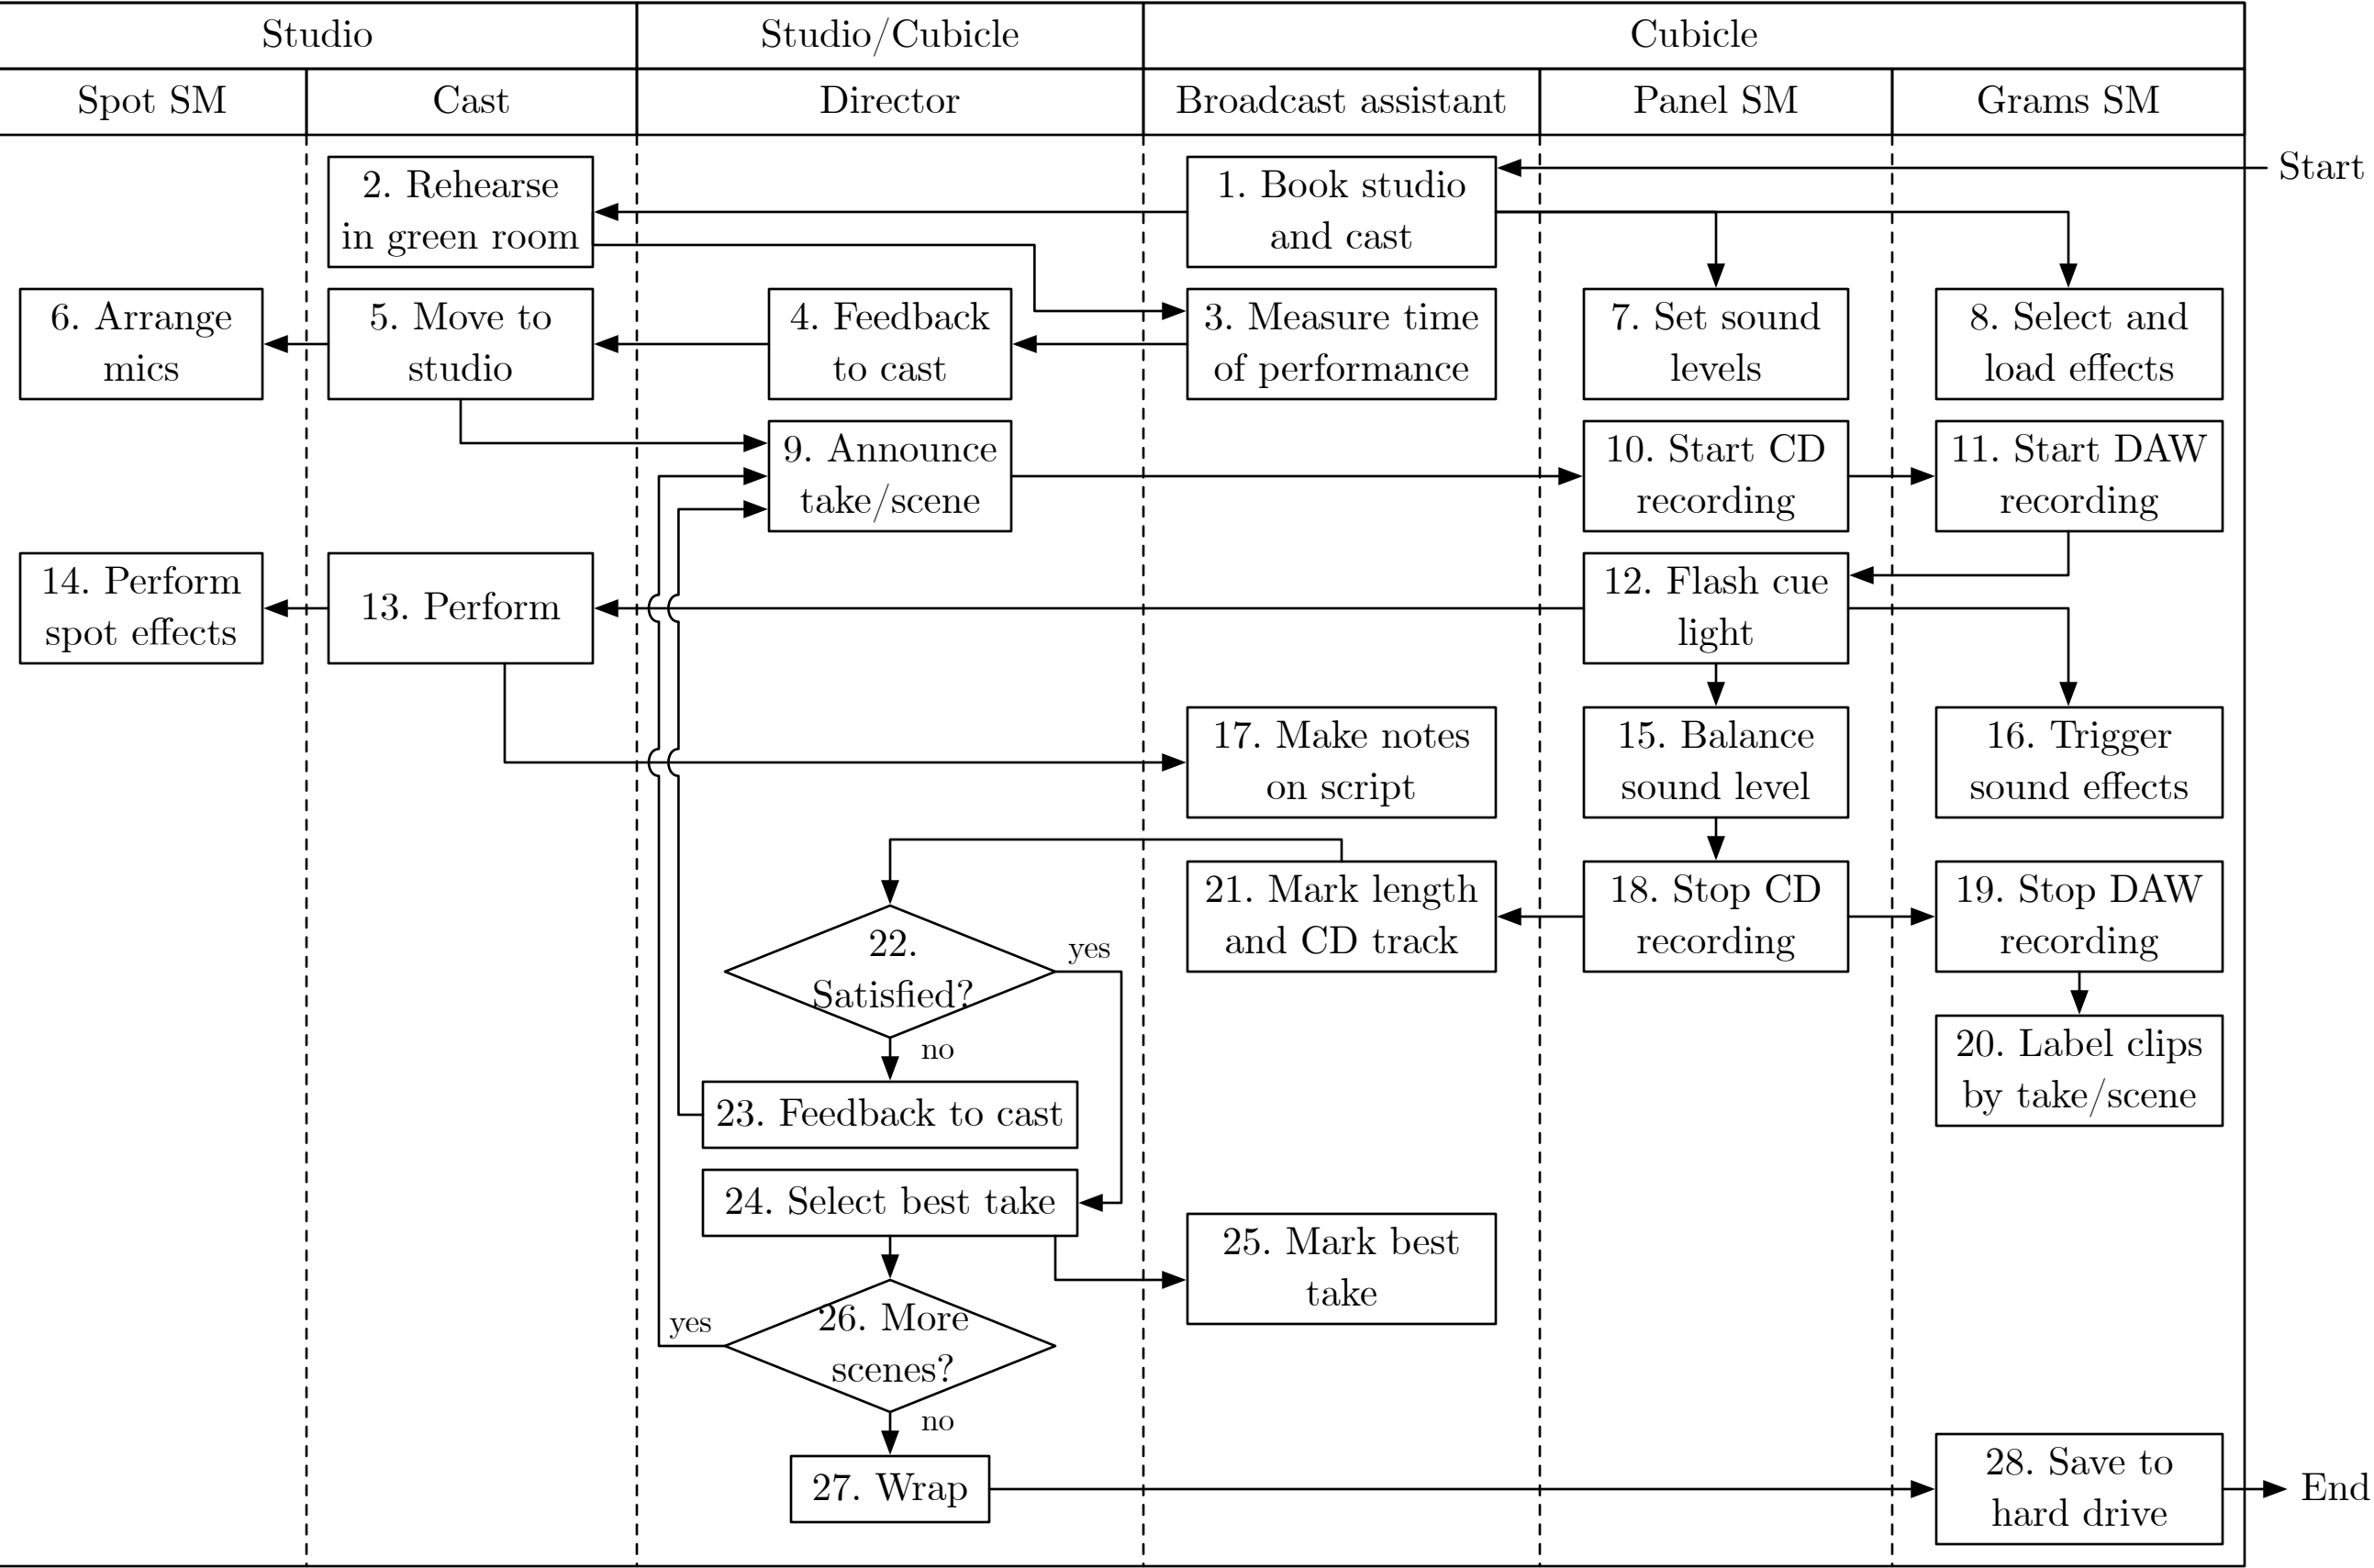 Studio
Studio/Cubicle
Cubicle
Spot SM
Cast
Director
Broadcast assistant
Panel SM
Grams SM
Start
1. Book studio
and cast
2. Rehearse
in green room
3. Measure time
of performance
4. Feedback
to cast
5. Move to
studio
6. Arrange
mics
7. Set sound
levels
8. Select and
load effects
9. Announce
take/scene
10. Start CD
recording
11. Start DAW
recording
12. Flash cue
light
13. Perform
14. Perform
spot effects
15. Balance
sound level
16. Trigger
sound effects
17. Make notes
on script
18. Stop CD
recording
19. Stop DAW
recording
20. Label clips
by take/scene
21. Mark length
and CD track
22.
Satisfied?
yes
no
23. Feedback to cast
24. Select best take
25. Mark best
take
26. More
scenes?
yes
no
27. Wrap
28. Save to
hard drive
End